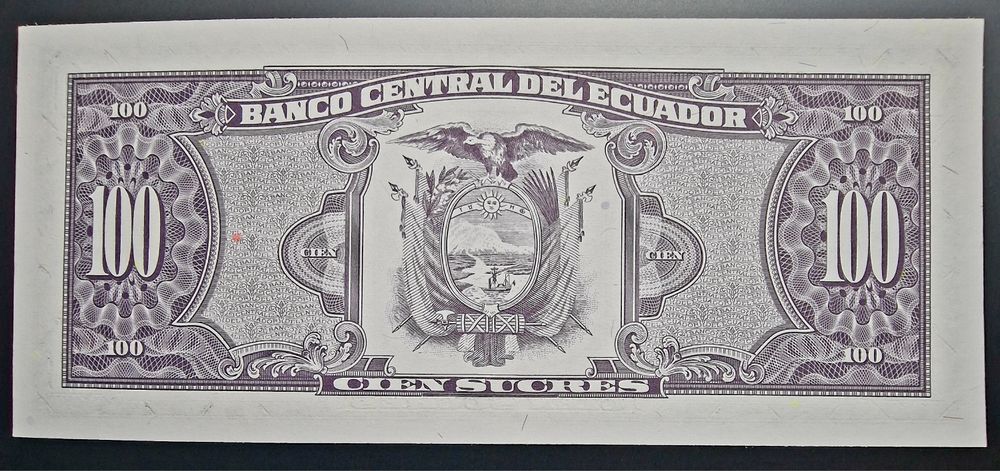 BANCO CENTRAL DEL ECUADOR
100 100
100 CIEN CIEN 100
100 100
CIEN SUCRES